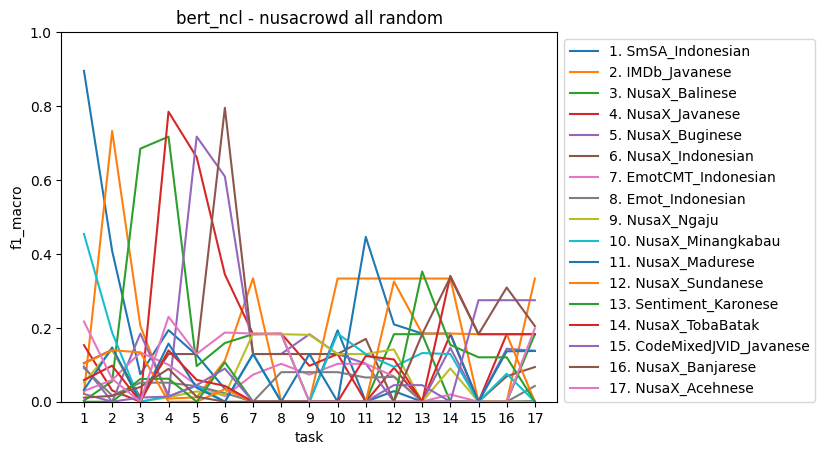 bert_ncl - nusacrowd all random
1.0
0.8
0.6
0.4
0.2
0.0
f1_macro
1 2 3 4 5 6 7 8 9 10 11 12 13 14 15 16 17
task
1. SmSA_Indonesian
2. IMDb_Javanese
3. NusaX_Balinese
4. NusaX_Javanese
5. NusaX_Buginese
6. NusaX_Indonesian
7. EmotCMT_Indonesian
8. Emot_Indonesian
9. NusaX_Ngaju
10. NusaX_Minangkabau
11. NusaX_Madurese
12. NusaX_Sundanese
13. Sentiment_Karonese
14. NusaX_TobaBatak
15. CodeMixedJVID_Javanese
16. NusaX_Banjarese
17. NusaX_Acehnese